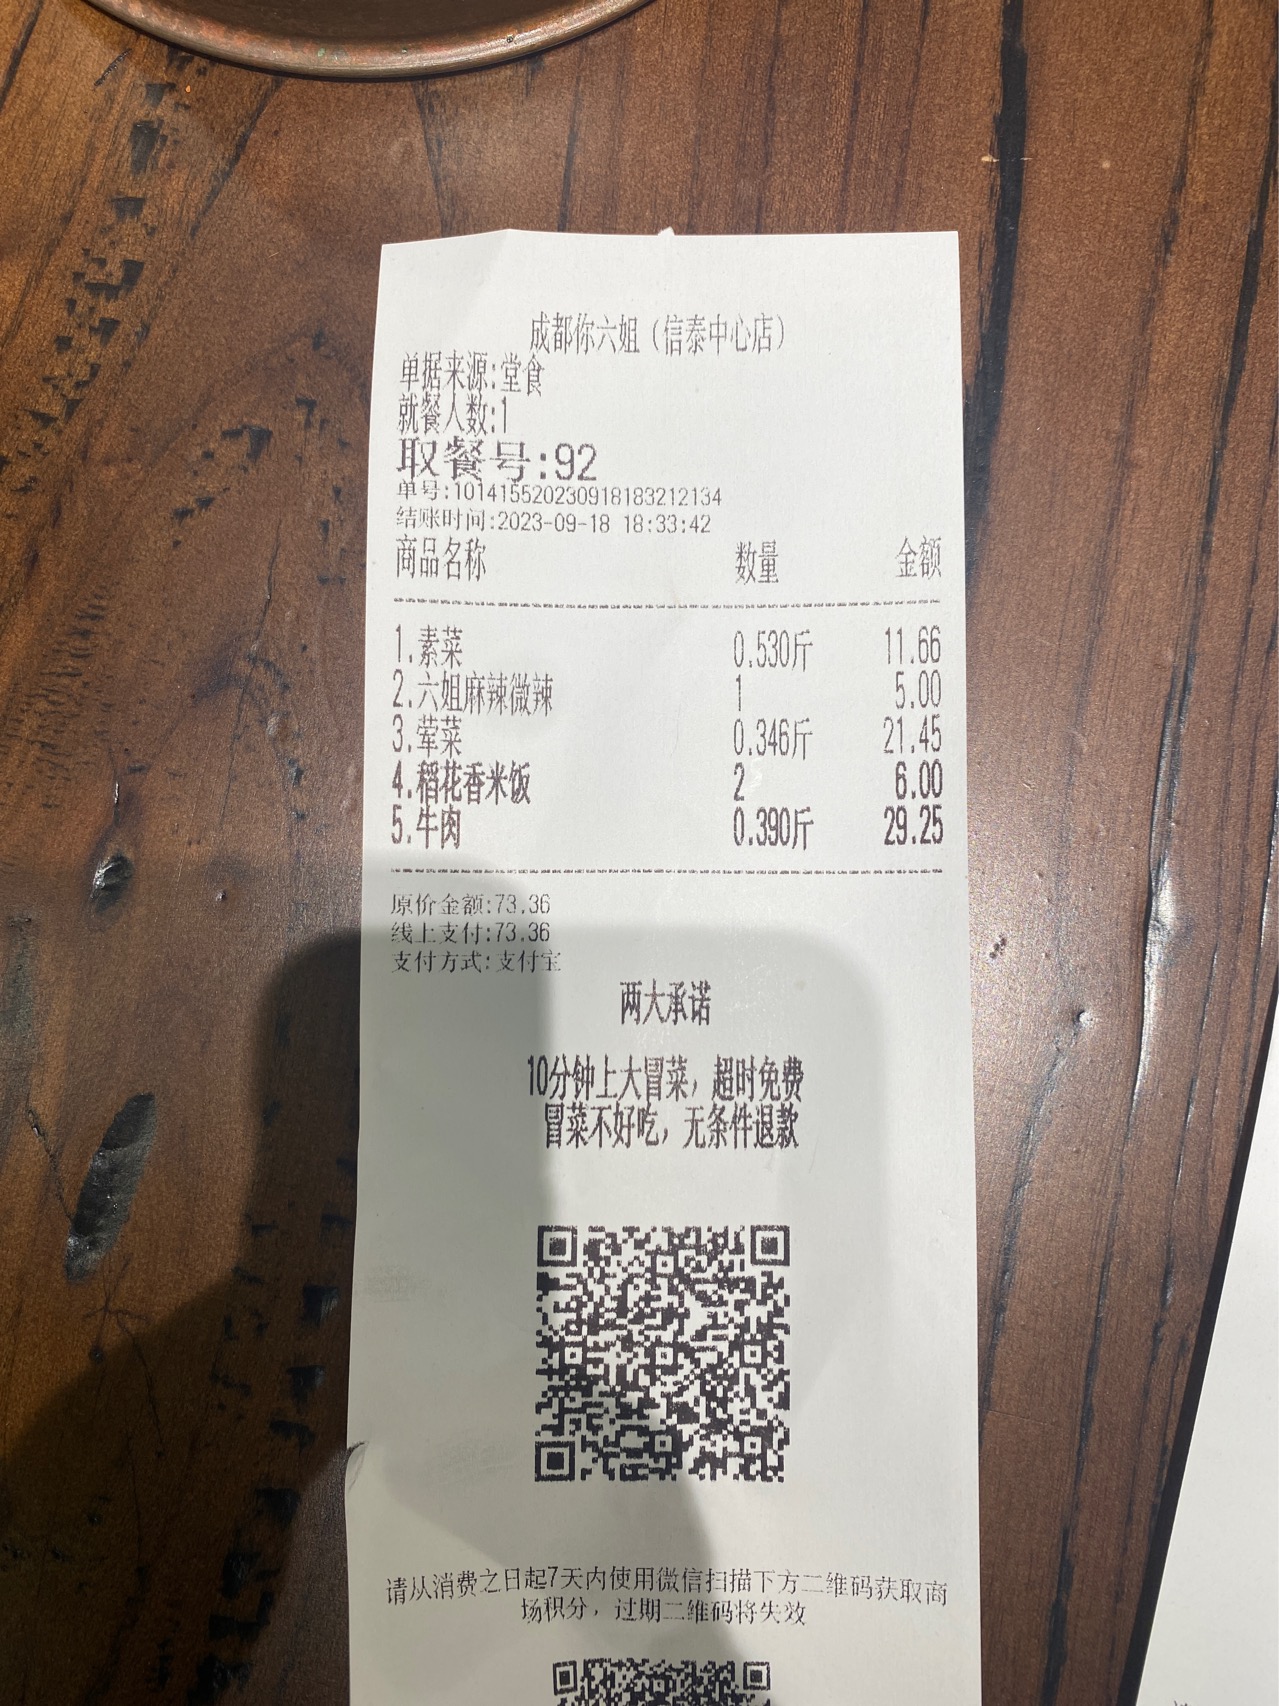 成都你六姐（信泰中心店）
单据来源:堂食
就餐人数:1
取餐号:92
单号:10141552023091818321​2134
结账时间:2023-09-18 18:33:42
商品名称 数量 金额
1.素菜 0.530斤 11.66
2.六姐麻辣微辣 1 5.00
3.荤菜 0.346斤 21.45
4.稻花香米饭 2 6.00
5.牛肉 0.390斤 29.25
原价金额:73.36
线上支付:73.36
支付方式:支付宝
两大承诺
10分钟上大冒菜，超时免费
冒菜不好吃，无条件退款
请从消费之日起7天内使用微信扫描下方二维码获取商
场积分，过期二维码将失效